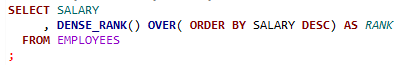 SELECT SALARY
, DENSE_RANK() OVER( ORDER BY SALARY DESC) AS RANK
FROM EMPLOYEES
;